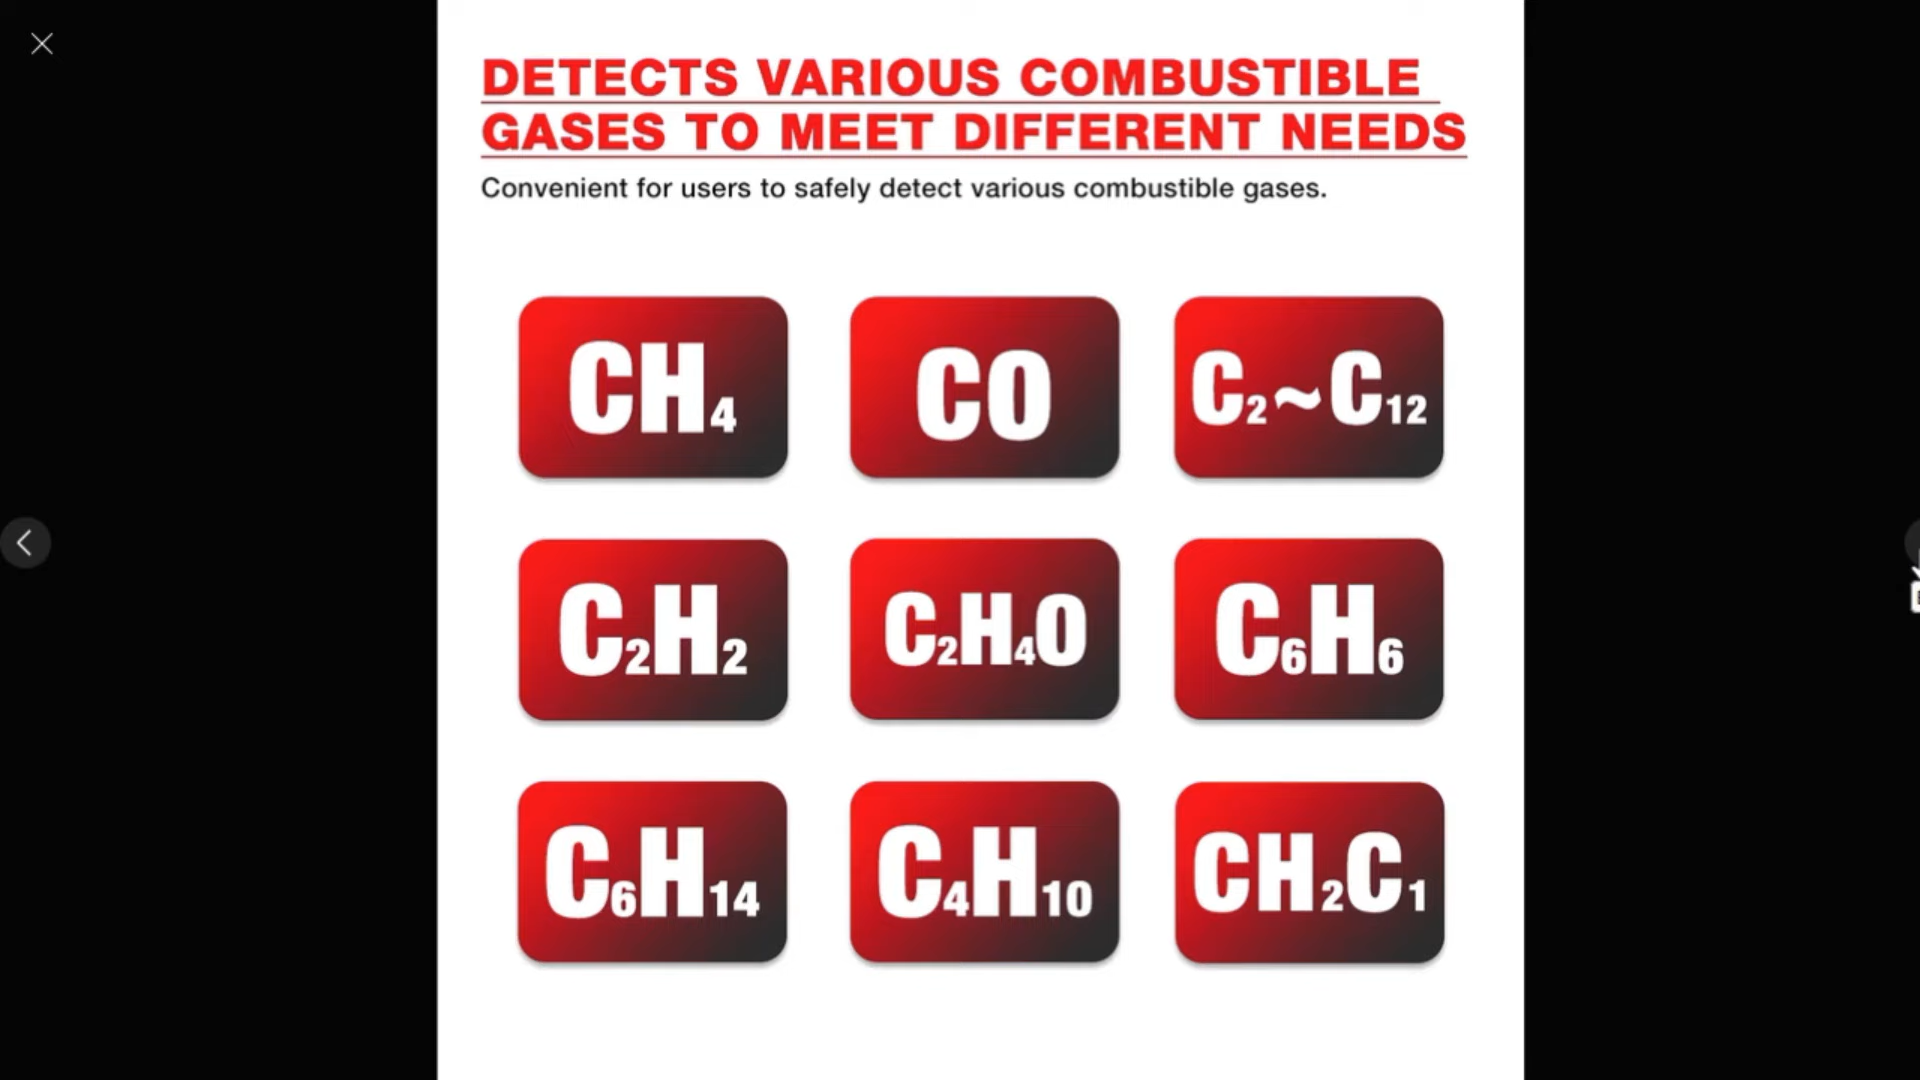 DETECTS VARIOUS COMBUSTIBLE
GASES TO MEET DIFFERENT NEEDS
Convenient for users to safely detect various combustible gases.
CH₄
CO
C₂~C₁₂
C₂H₂
C₂H₄O
C₆H₆
C₆H₁₄
C₄H₁₀
CH₂C₁